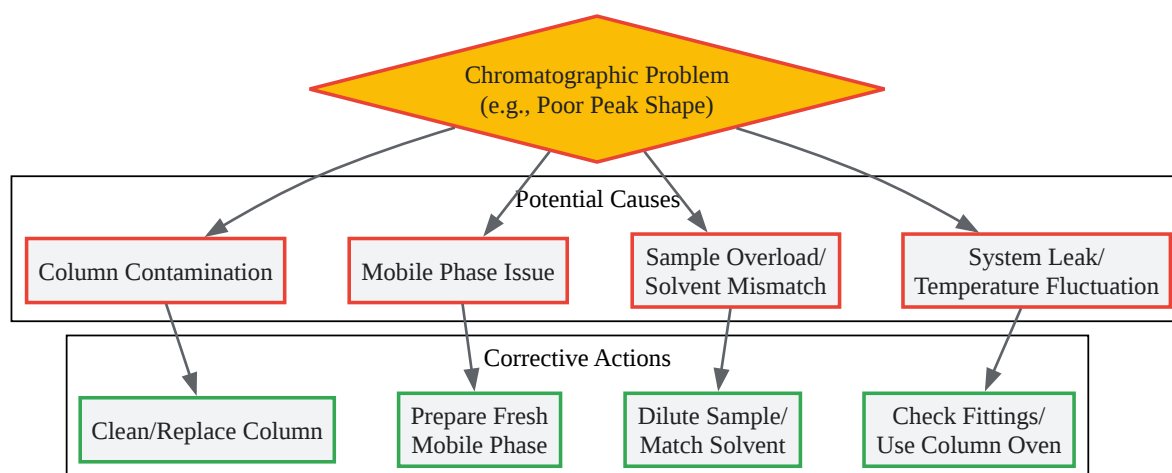 Chromatographic Problem
(e.g., Poor Peak Shape)
Potential Causes
Column Contamination
Mobile Phase Issue
Sample Overload/
Solvent Mismatch
System Leak/
Temperature Fluctuation
Corrective Actions
Clean/Replace Column
Prepare Fresh
Mobile Phase
Dilute Sample/
Match Solvent
Check Fittings/
Use Column Oven